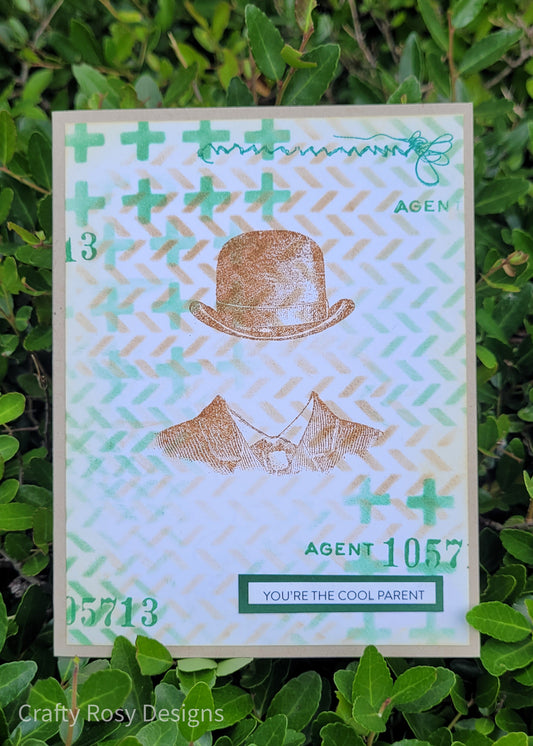 AGENT
13
AGENT 1057
YOU'RE THE COOL PARENT
05713
Crafty Rosy Designs